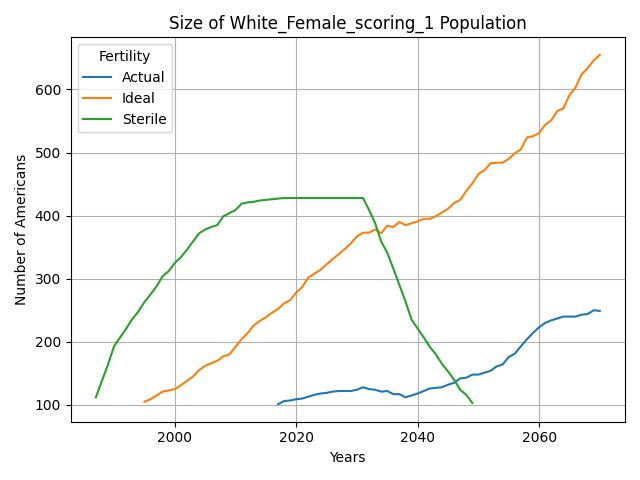 Size of White_Female_scoring_1 Population
Fertility
Actual
Ideal
Sterile
Number of Americans
600
500
400
300
200
100
2000
2020
2040
2060
Years